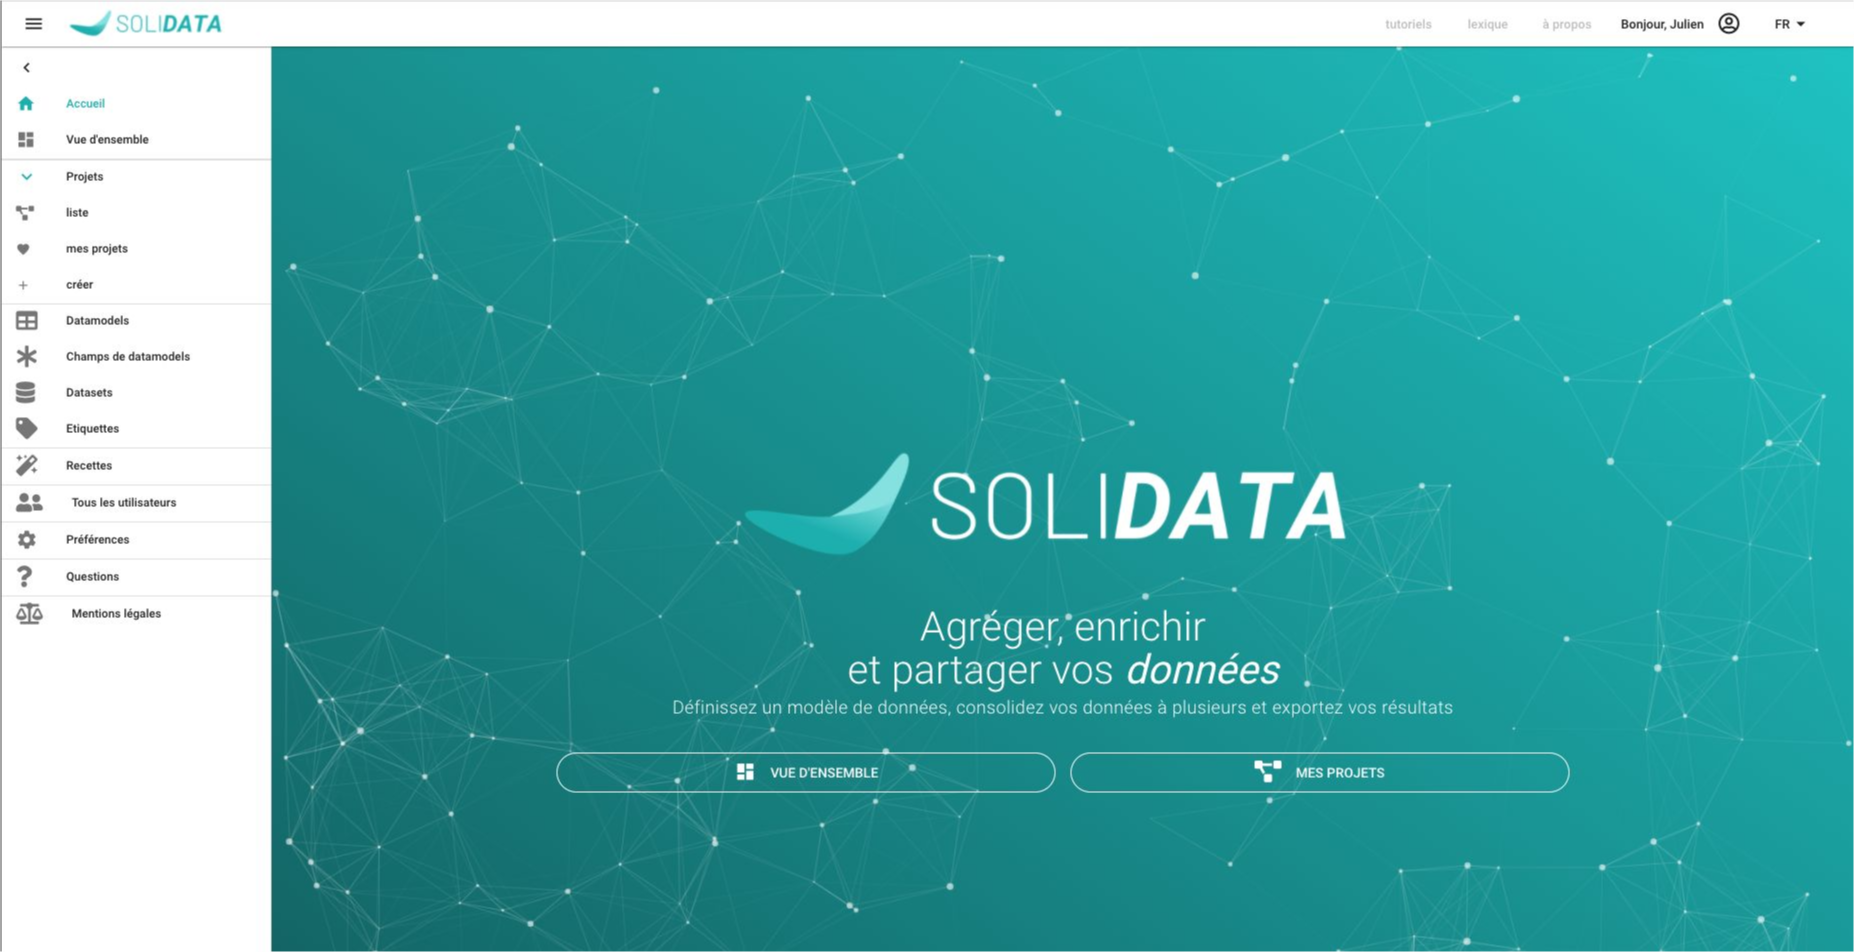 SOLIDATA
tutoriels
lexique
à propos
Bonjour, Julien
FR
Accueil
Vue d'ensemble
Projets
liste
mes projets
créer
Datamodels
Champs de datamodels
Datasets
Etiquettes
Recettes
Tous les utilisateurs
Préférences
Questions
Mentions légales
SOLIDATA
Agréger, enrichir
et partager vos données
Définissez un modèle de données, consolidez vos données à plusieurs et exportez vos résultats
VUE D'ENSEMBLE
MES PROJETS